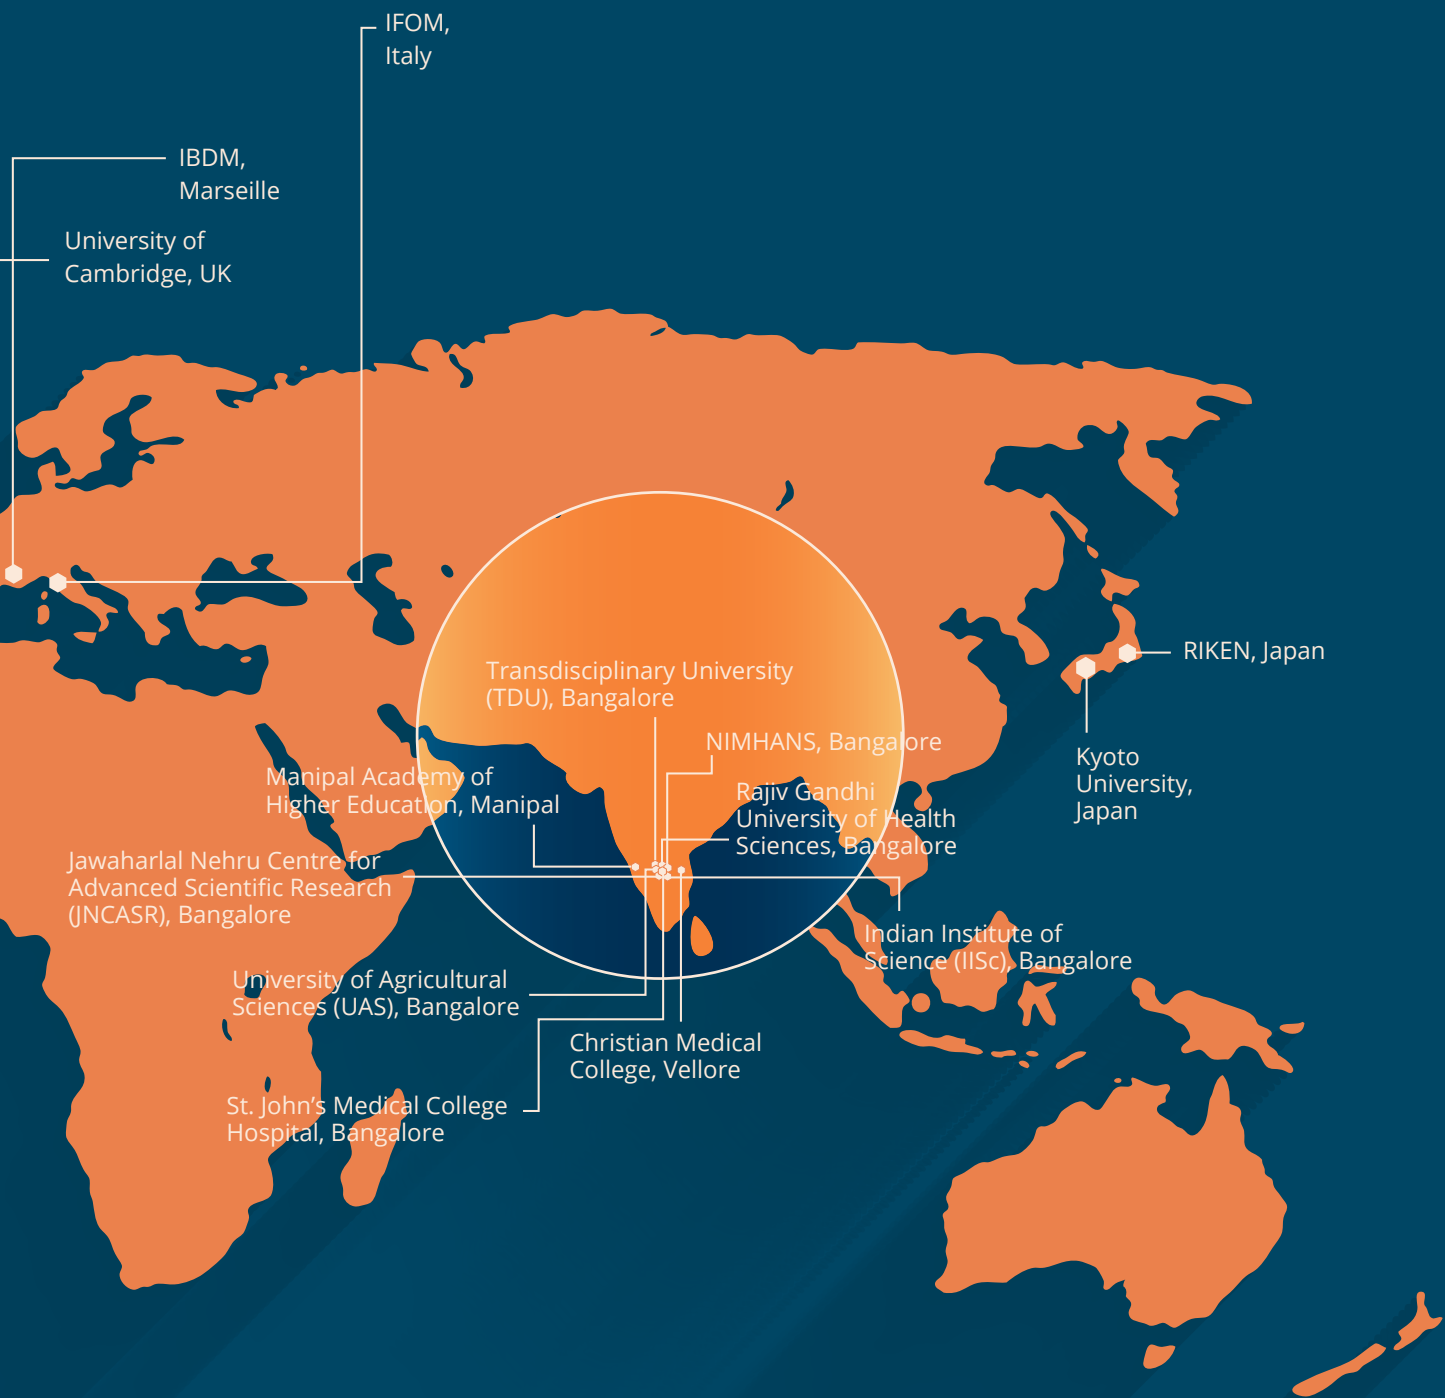 IFOM,
Italy
IBDM,
Marseille
University of
Cambridge, UK
RIKEN, Japan
Transdisciplinary University
(TDU), Bangalore
NIMHANS, Bangalore
Kyoto
University,
Japan
Manipal Academy of
Higher Education, Manipal
Rajiv Gandhi
University of Health
Sciences, Bangalore
Jawaharlal Nehru Centre for
Advanced Scientific Research
(JNCASR), Bangalore
Indian Institute of
Science (IISc), Bangalore
University of Agricultural
Sciences (UAS), Bangalore
Christian Medical
College, Vellore
St. John’s Medical College
Hospital, Bangalore